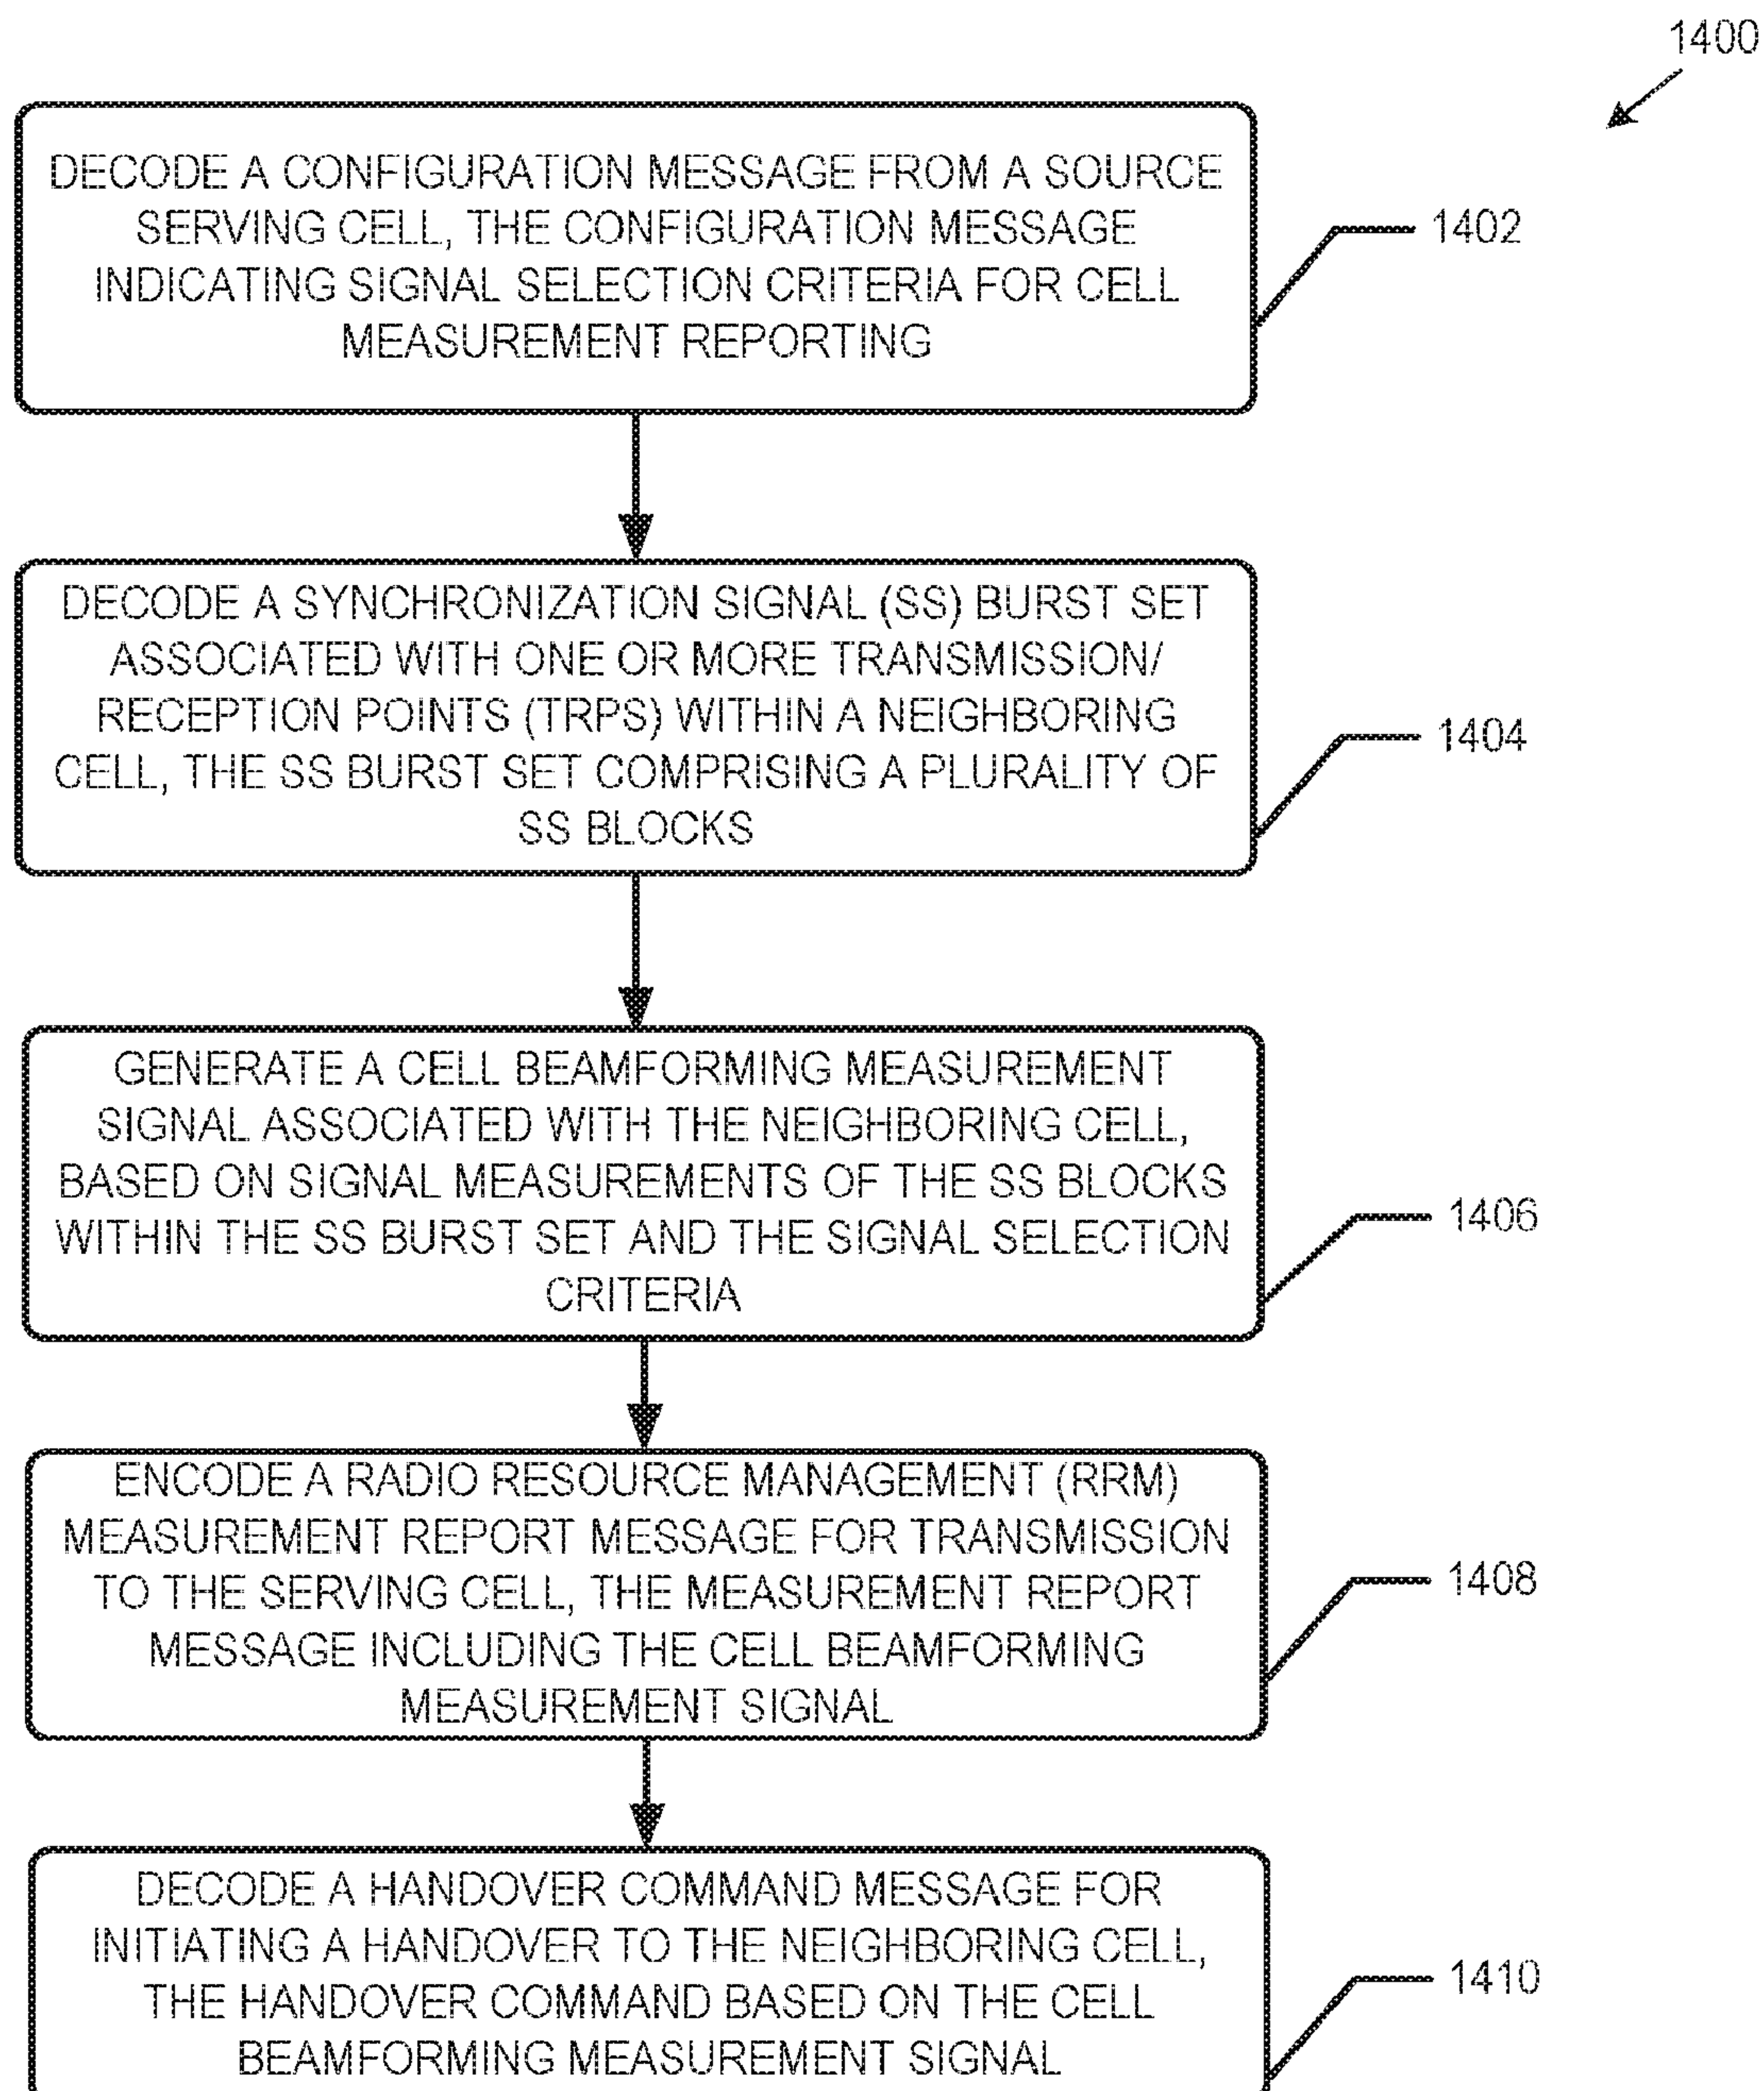 1400
DECODE A CONFIGURATION MESSAGE FROM A SOURCE
SERVING CELL, THE CONFIGURATION MESSAGE
INDICATING SIGNAL SELECTION CRITERIA FOR CELL
MEASUREMENT REPORTING
1402
DECODE A SYNCHRONIZATION SIGNAL (SS) BURST SET
ASSOCIATED WITH ONE OR MORE TRANSMISSION/
RECEPTION POINTS (TRPS) WITHIN A NEIGHBORING
CELL, THE SS BURST SET COMPRISING A PLURALITY OF
SS BLOCKS
1404
GENERATE A CELL BEAMFORMING MEASUREMENT
SIGNAL ASSOCIATED WITH THE NEIGHBORING CELL,
BASED ON SIGNAL MEASUREMENTS OF THE SS BLOCKS
WITHIN THE SS BURST SET AND THE SIGNAL SELECTION
CRITERIA
1406
ENCODE A RADIO RESOURCE MANAGEMENT (RRM)
MEASUREMENT REPORT MESSAGE FOR TRANSMISSION
TO THE SERVING CELL, THE MEASUREMENT REPORT
MESSAGE INCLUDING THE CELL BEAMFORMING
MEASUREMENT SIGNAL
1408
DECODE A HANDOVER COMMAND MESSAGE FOR
INITIATING A HANDOVER TO THE NEIGHBORING CELL,
THE HANDOVER COMMAND BASED ON THE CELL
BEAMFORMING MEASUREMENT SIGNAL
1410